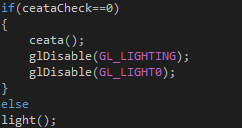 if(ceataCheck==0)
{
ceata();
glDisable(GL_LIGHTING);
glDisable(GL_LIGHT0);
}
else
light();